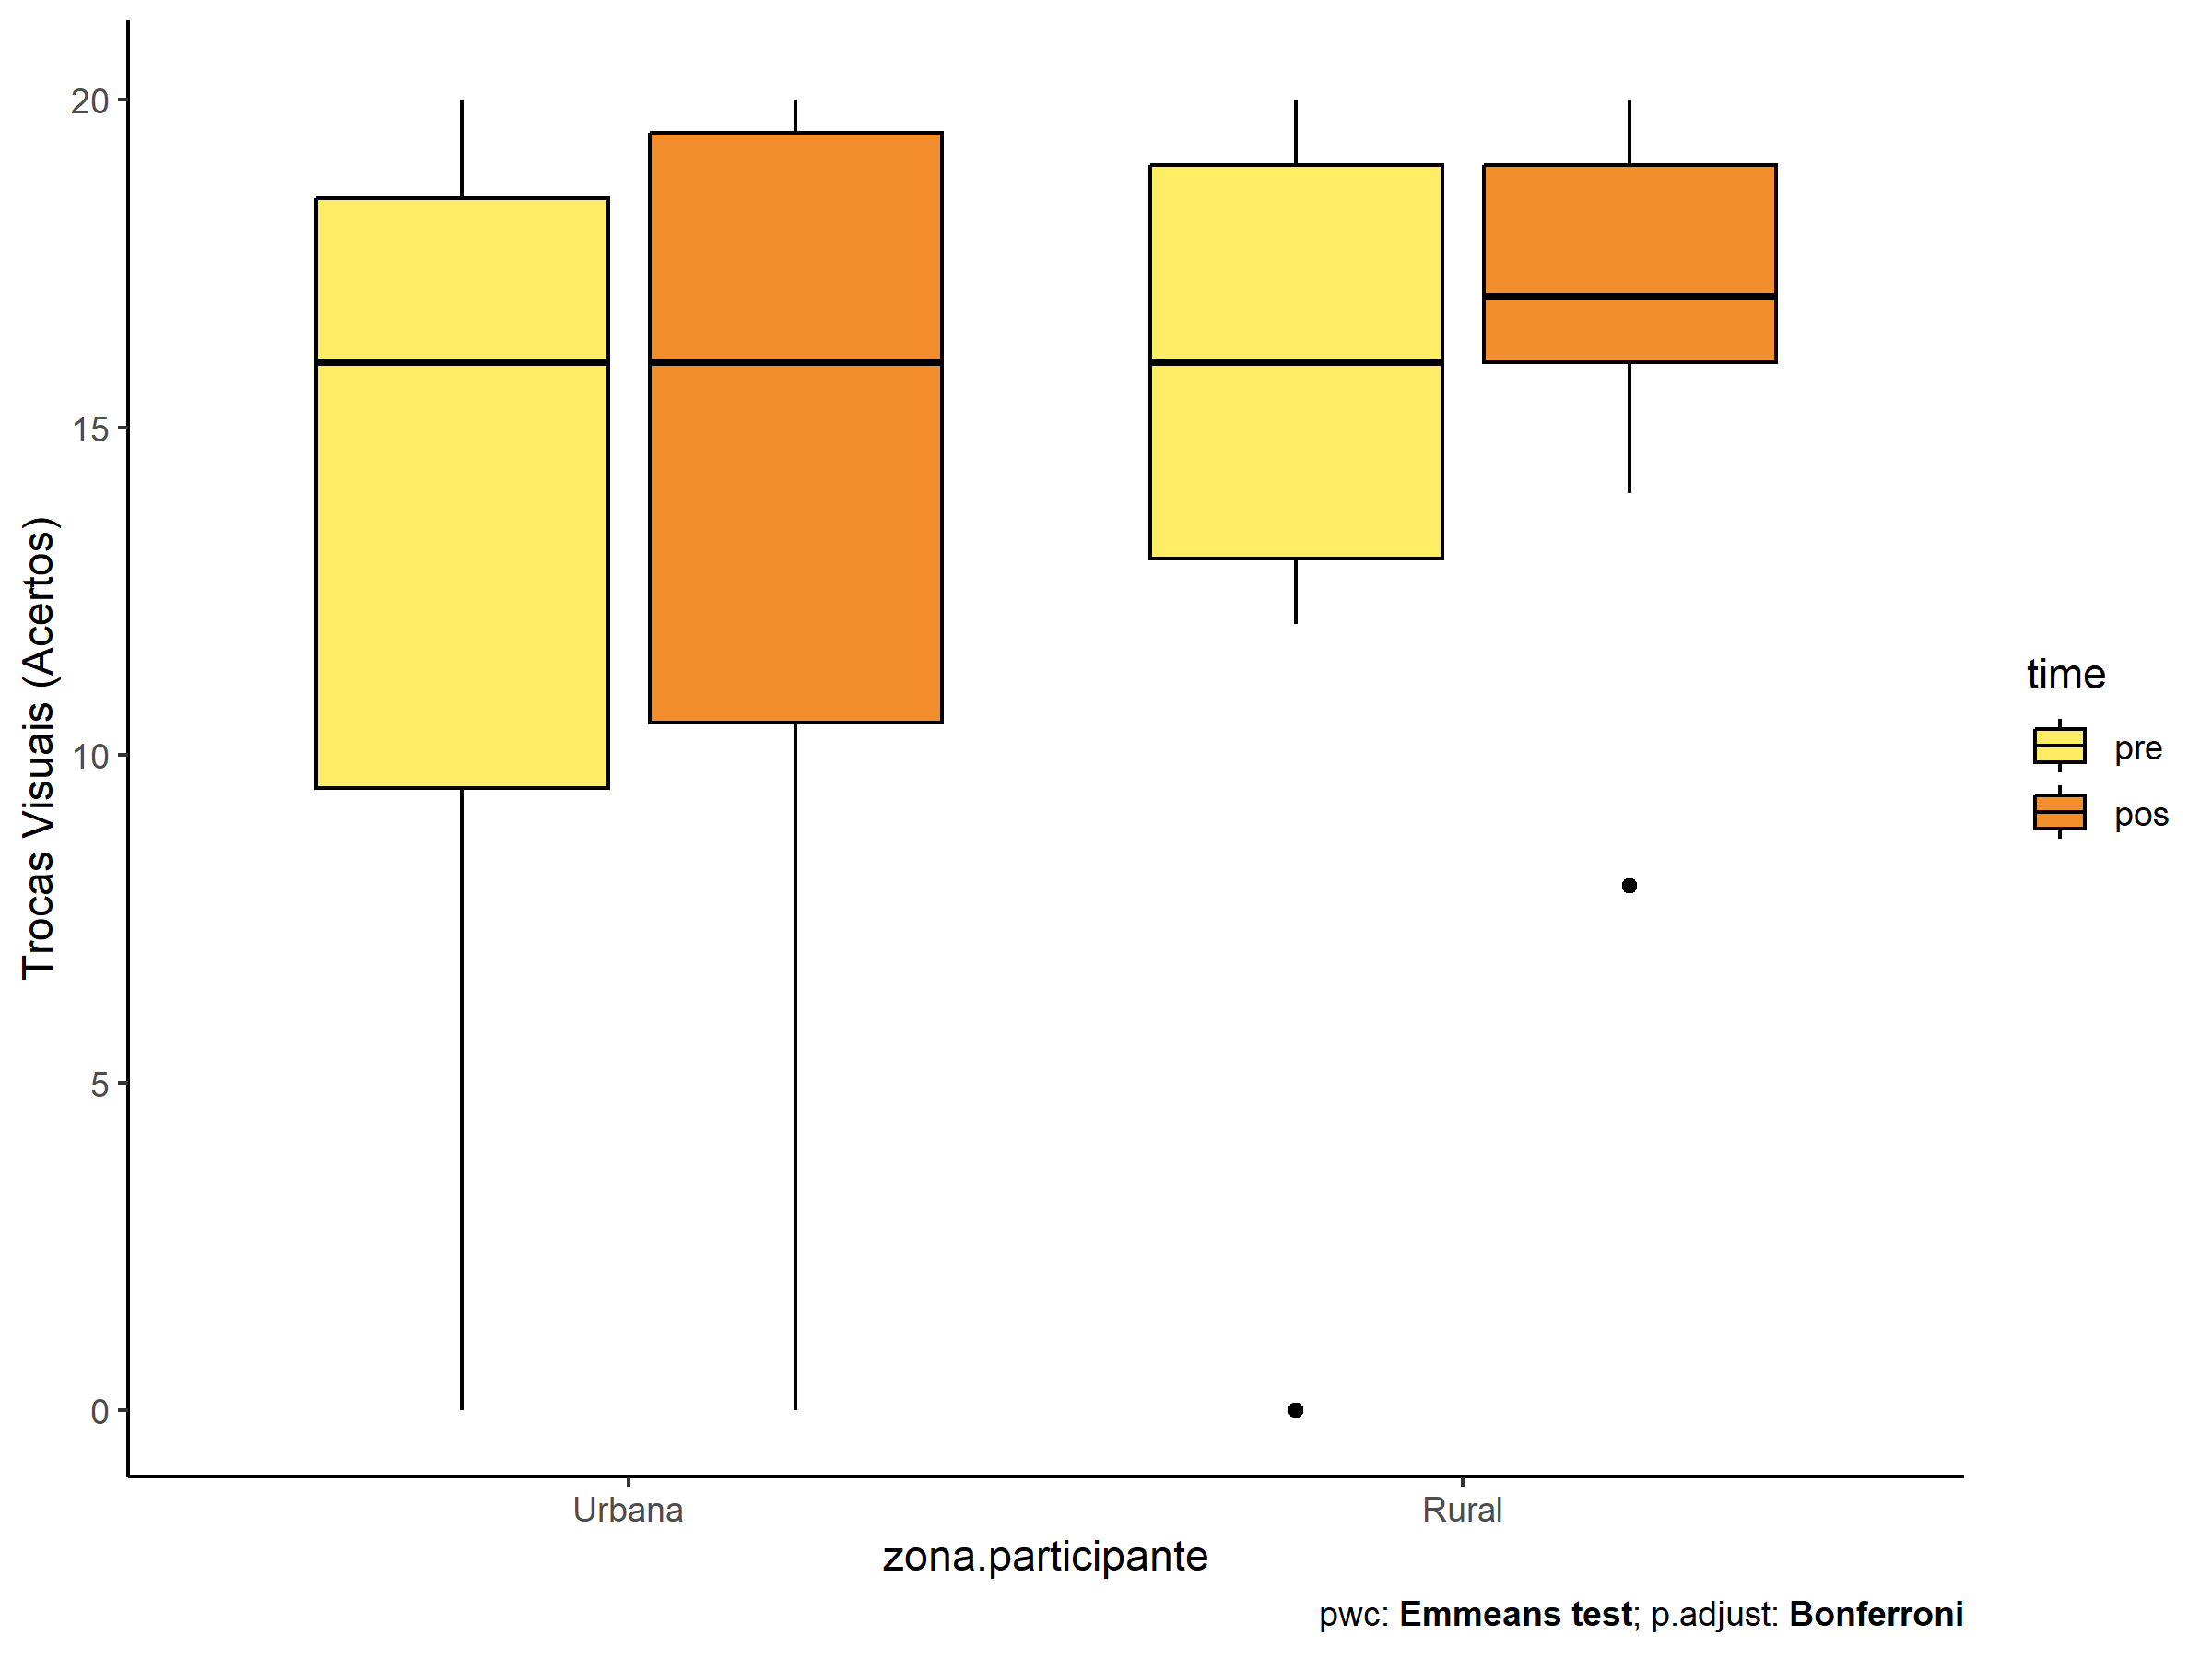 Trocas Visuais (Acertos)
20
15
10
5
0
Urbana
Rural
zona.participante
time
pre
pos
pwc: Emmeans test; p.adjust: Bonferroni